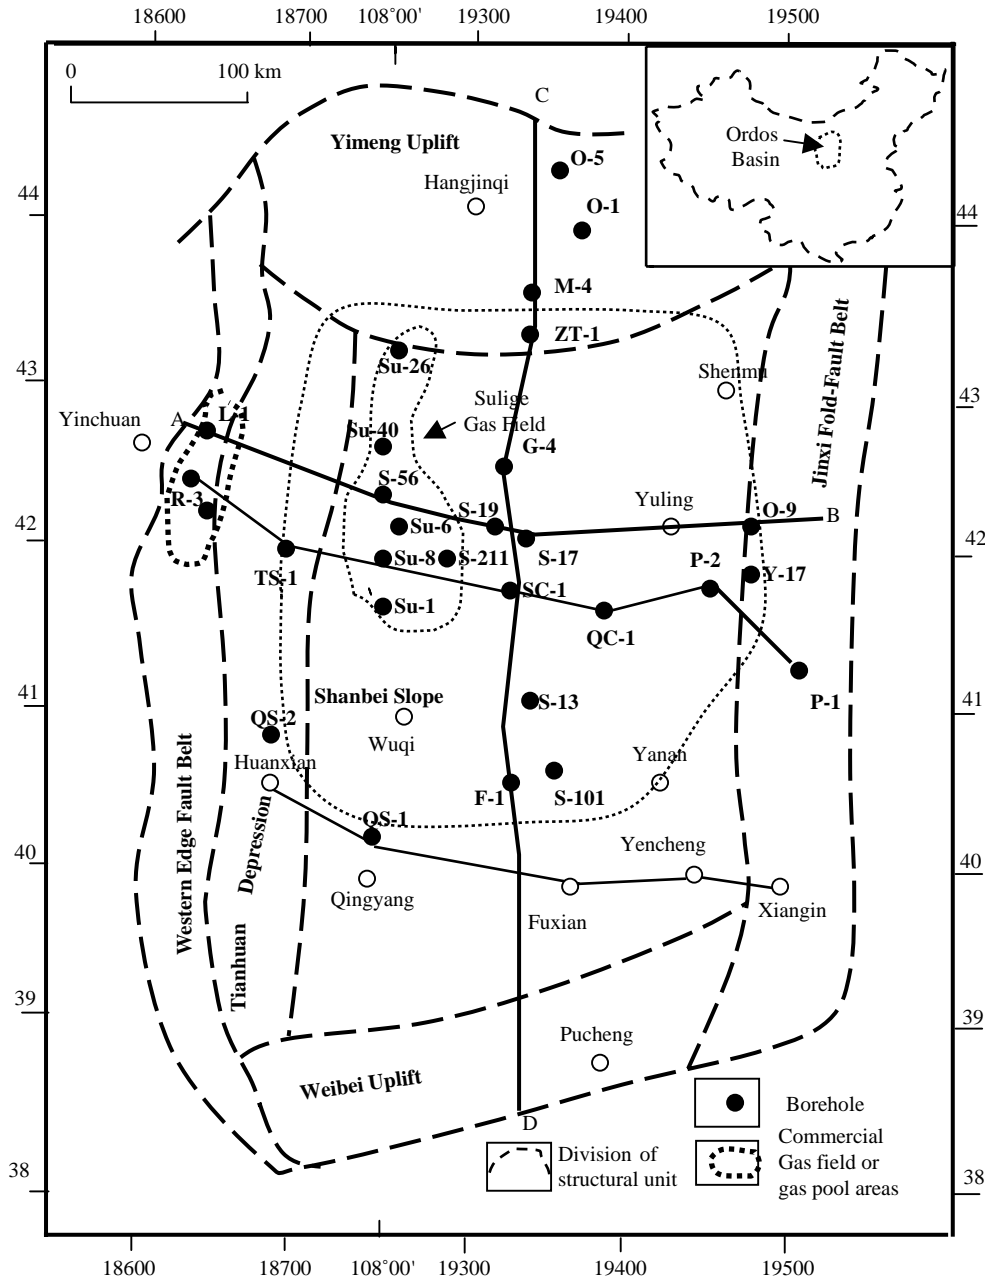 18600 18700 108°00' 19300 19400 19500
0 100 km
C
Ordos
Basin
Yimeng Uplift
O-5
Hangjinqi
44
O-1
44
M-4
ZT-1
Jinxi Fold-Fault Belt
43
Su-26
Shenmu
Sulige
Gas Field
43
Yinchuan
A
L-1
Su-40
G-4
S-56
R-3
S-19
Yuling
O-9
B
Su-6
42
42
TS-1
Su-8
S-211
S-17
P-2
Y-17
Su-1
SC-1
QC-1
41
Shanbei Slope
S-13
P-1
41
QS-2
Wuqi
Huanxian
Yanan
F-1
S-101
Western Edge Fault Belt
Tianhuan
Depression
QS-1
Yencheng
40
40
Qingyang
Fuxian
Xiangin
39
39
Pucheng
Weibei Uplift
D
Borehole
38
Division of
structural unit
Commercial
Gas field or
gas pool areas
38
18600 18700 108°00' 19300 19400 19500